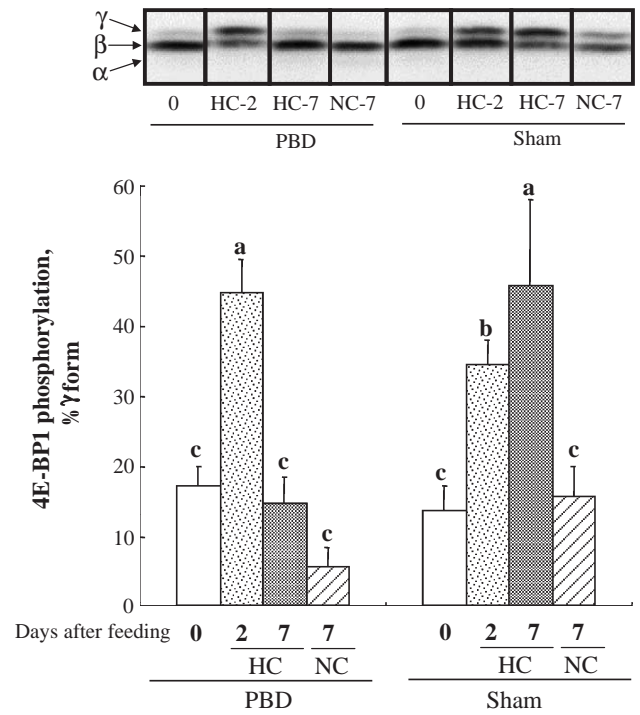 γ
β
α
0 HC-2 HC-7 NC-7 0 HC-2 HC-7 NC-7
PBD Sham
4E-BP1 phosphorylation,
% γ form
60
50
40
30
20
10
0
c a c c c b a c
Days after feeding 0 2 7 7 0 2 7 7
HC NC HC NC
PBD Sham